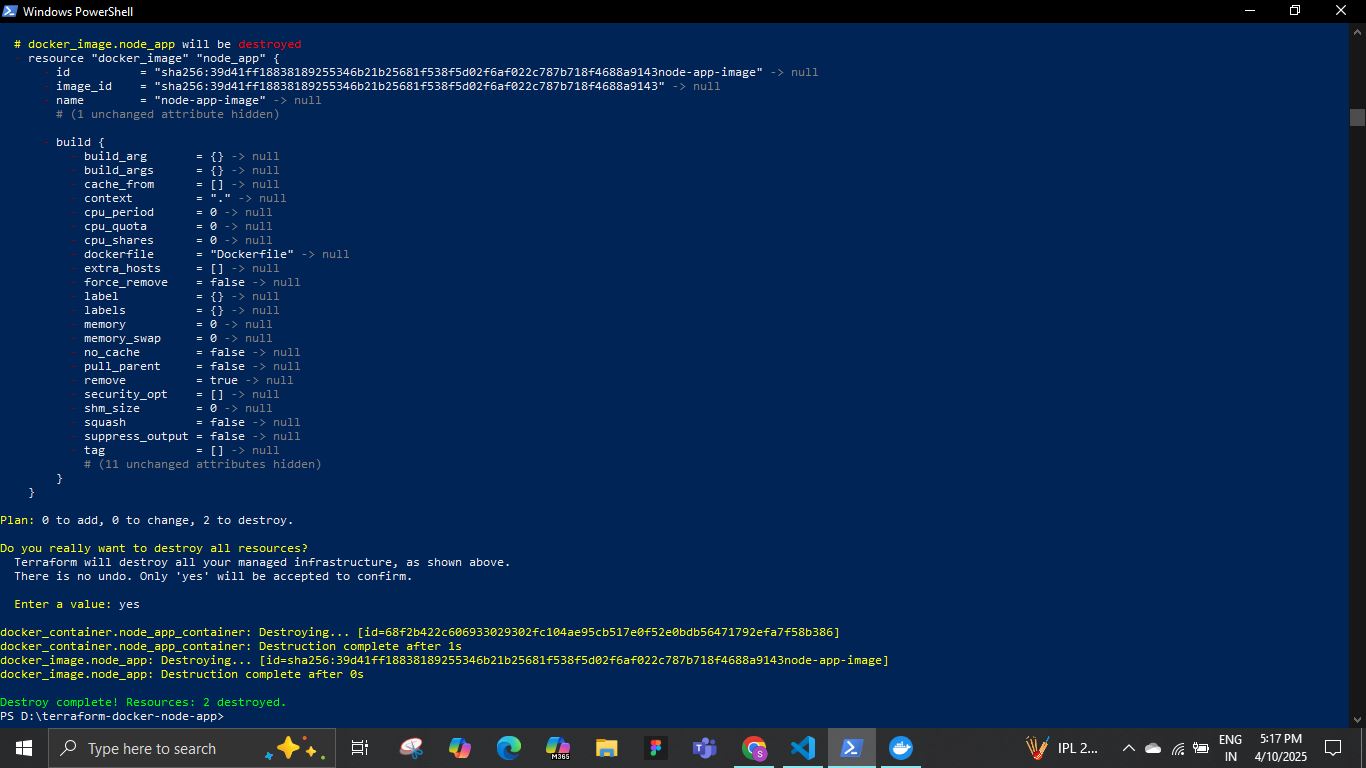 Windows PowerShell
# docker_image.node_app will be destroyed
- resource "docker_image" "node_app" {
- id = "sha256:39d41ff18838189255346b21b25681f538f5d02f6af022c787b718f4688a9143node-app-image" -> null
- image_id = "sha256:39d41ff18838189255346b21b25681f538f5d02f6af022c787b718f4688a9143" -> null
- name = "node-app-image" -> null
# (1 unchanged attribute hidden)
- build {
- build_arg = {} -> null
- build_args = {} -> null
- cache_from = [] -> null
- context = "." -> null
- cpu_period = 0 -> null
- cpu_quota = 0 -> null
- cpu_shares = 0 -> null
- dockerfile = "Dockerfile" -> null
- extra_hosts = [] -> null
- force_remove = false -> null
- label = {} -> null
- labels = {} -> null
- memory = 0 -> null
- memory_swap = 0 -> null
- no_cache = false -> null
- pull_parent = false -> null
- remove = true -> null
- security_opt = [] -> null
- shm_size = 0 -> null
- squash = false -> null
- suppress_output = false -> null
- tag = [] -> null
# (11 unchanged attributes hidden)
}
}
Plan: 0 to add, 0 to change, 2 to destroy.
Do you really want to destroy all resources?
Terraform will destroy all your managed infrastructure, as shown above.
There is no undo. Only 'yes' will be accepted to confirm.
Enter a value: yes
docker_container.node_app_container: Destroying... [id=68f2b422c606933029302fc104ae95cb517e0f52e0bdb56471792efa7f58b386]
docker_container.node_app_container: Destruction complete after 1s
docker_image.node_app: Destroying... [id=sha256:39d41ff18838189255346b21b25681f538f5d02f6af022c787b718f4688a9143node-app-image]
docker_image.node_app: Destruction complete after 0s
Destroy complete! Resources: 2 destroyed.
PS D:\terraform-docker-node-app>
Type here to search
M365
IPL 2...
ENG
IN
5:17 PM
4/10/2025